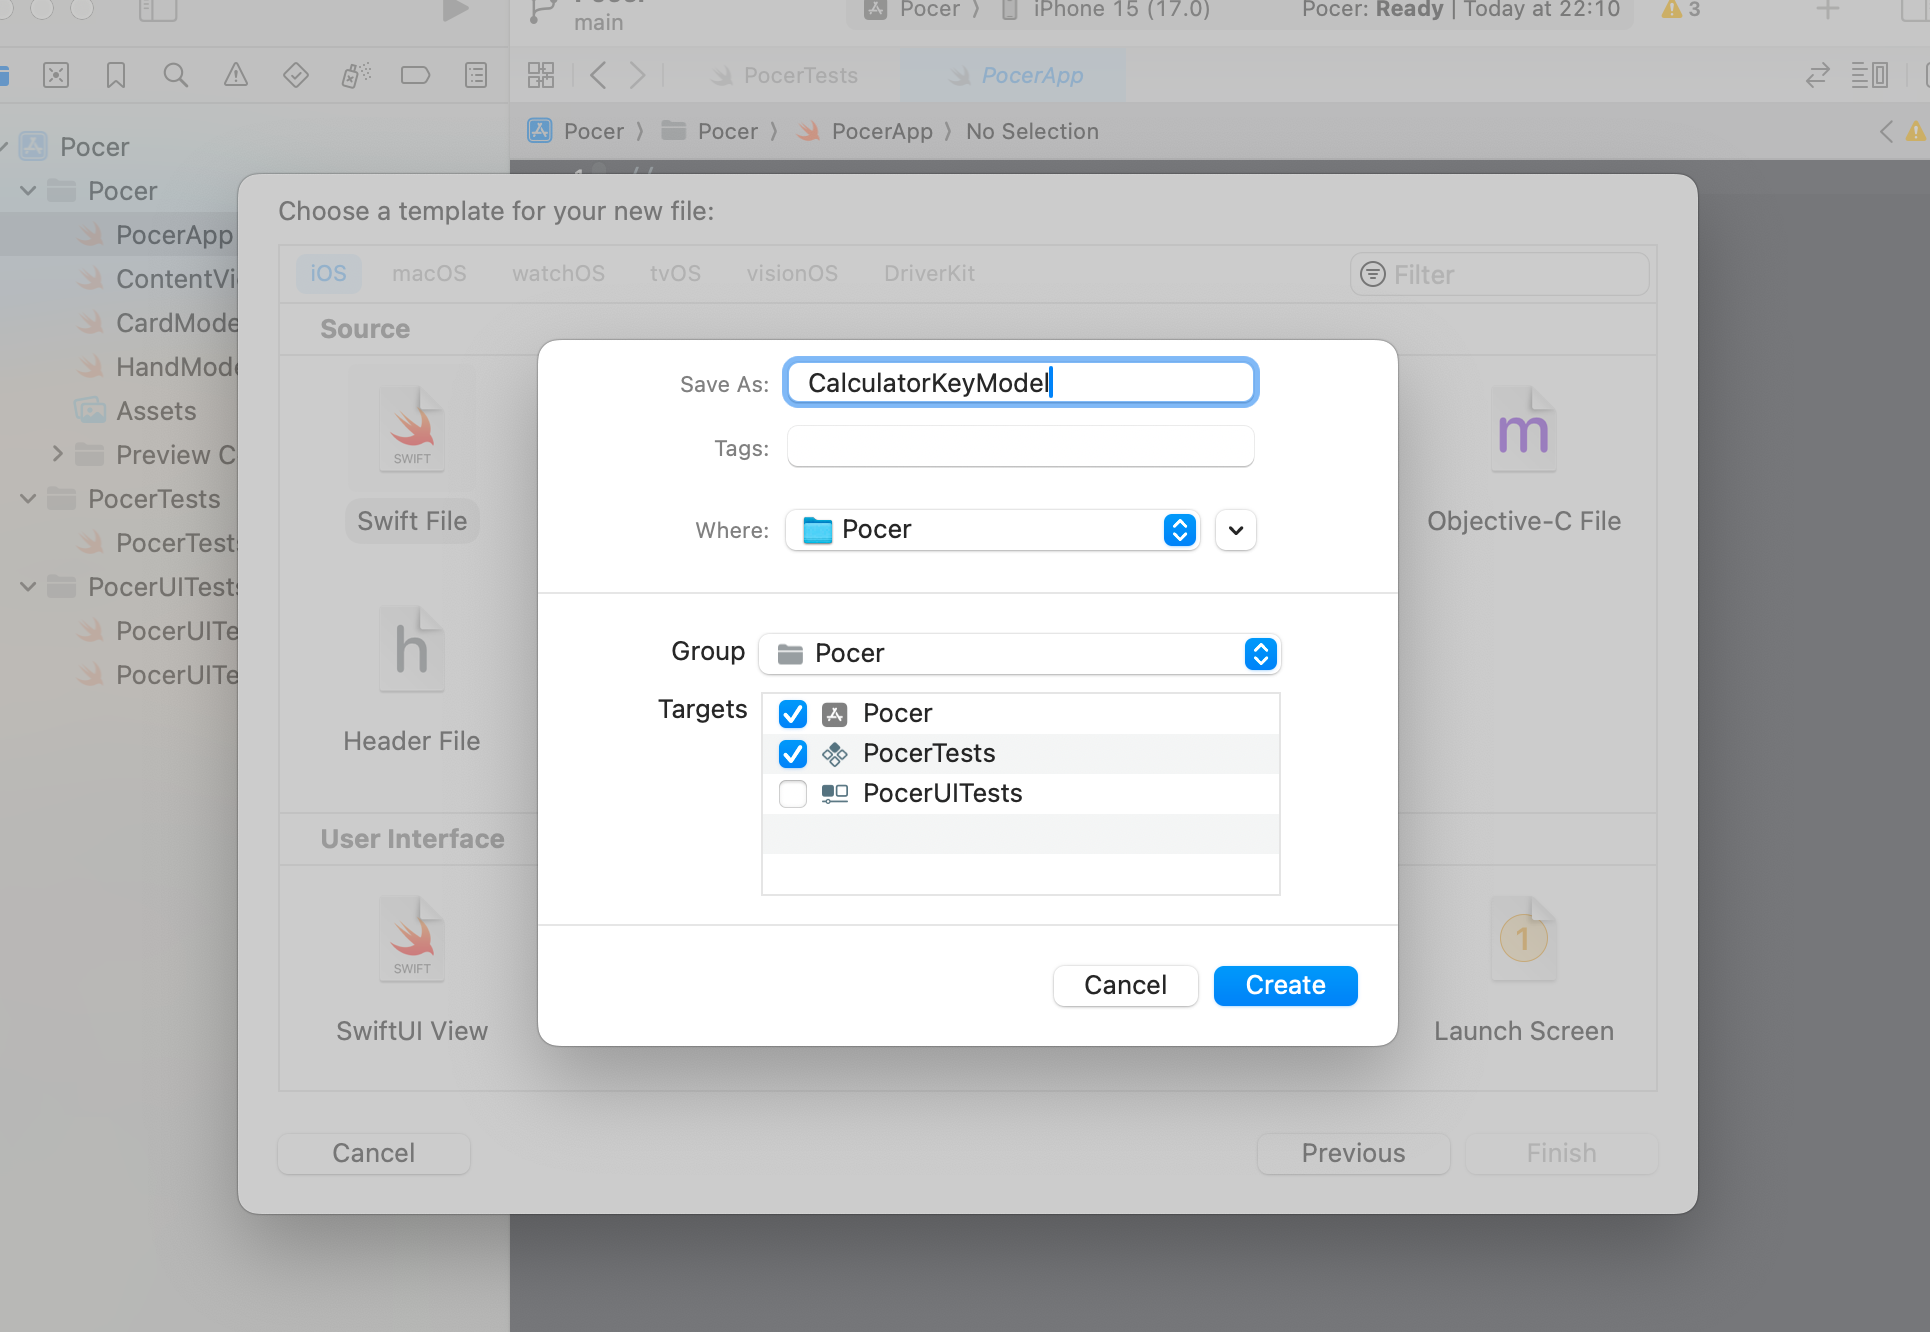 main
Pocer
iPhone 15 (17.0)
Pocer: Ready | Today at 22:10
3
PocerTests
PocerApp
Pocer
Pocer
PocerApp
No Selection
1
//
Pocer
Pocer
PocerApp
ContentVi
CardMode
HandMode
Assets
Preview C
PocerTests
PocerTest
PocerUITest
PocerUITe
PocerUITe
Choose a template for your new file:
iOS
macOS
watchOS
tvOS
visionOS
DriverKit
Filter
Source
SWIFT
Swift File
h
Header File
m
Objective-C File
User Interface
SWIFT
SwiftUI View
1
Launch Screen
Cancel
Previous
Finish
Save As:
CalculatorKeyModel
Tags:
Where:
Pocer
Group
Pocer
Targets
Pocer
PocerTests
PocerUITests
Cancel
Create